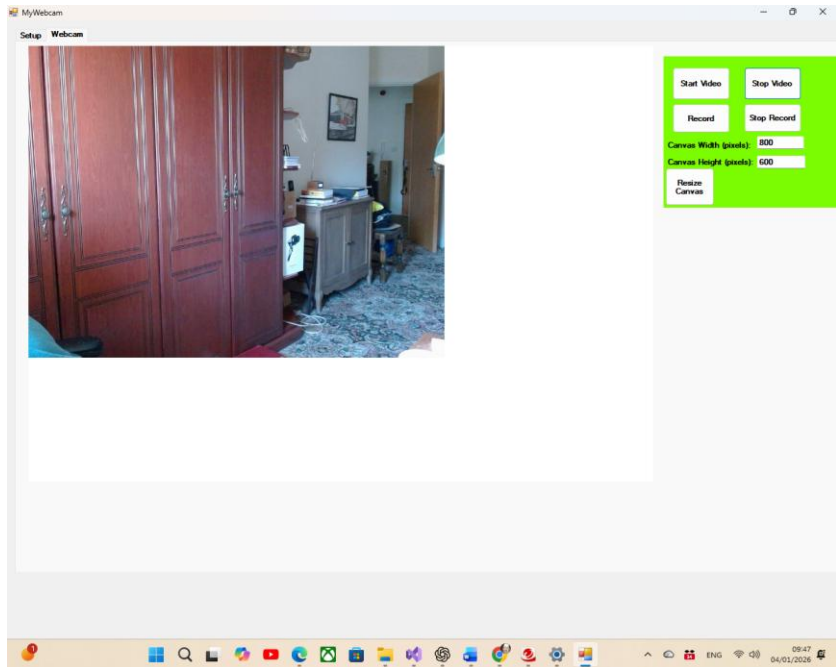 MyWebcam
Setup Webcam
Start Video Stop Video
Record Stop Record
Canvas Width (pixels): 800
Canvas Height (pixels): 600
Resize
Canvas
1
ENG 09:47
04/01/2026